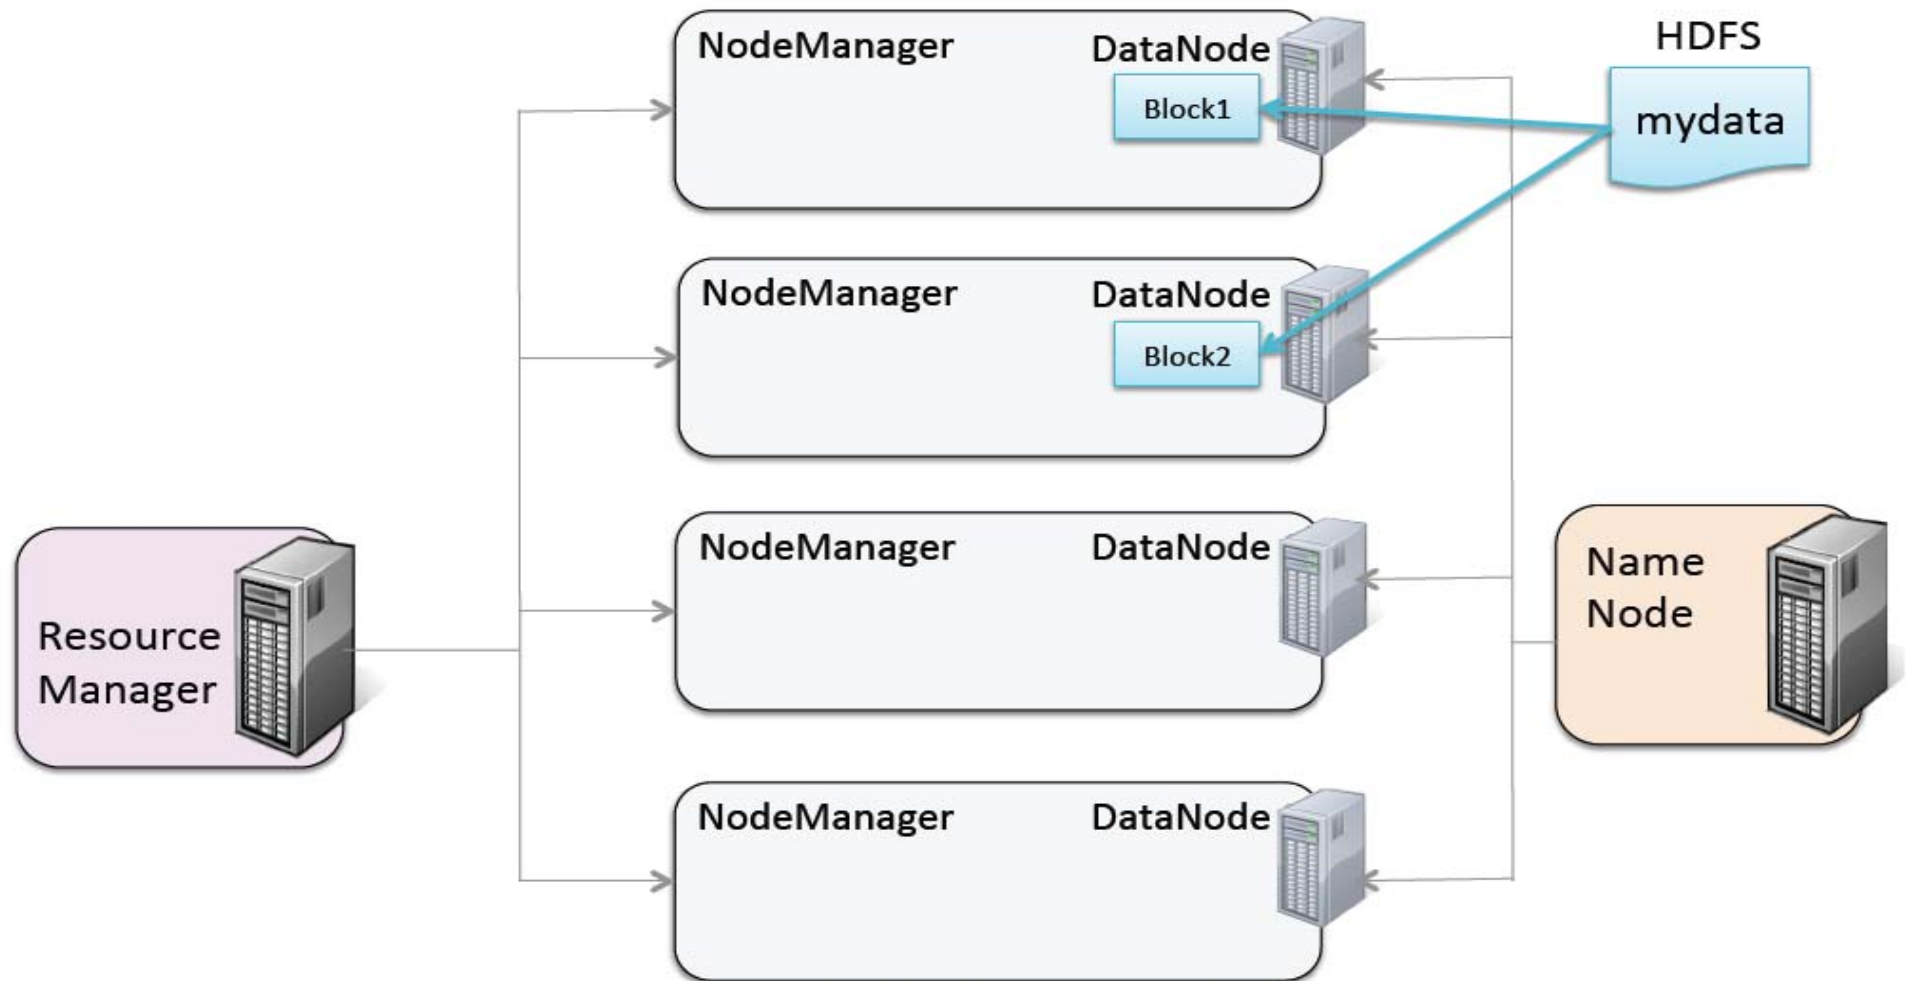 NodeManager
DataNode
Block1
HDFS
mydata
NodeManager
DataNode
Block2
NodeManager
DataNode
Resource
Manager
Name
Node
NodeManager
DataNode